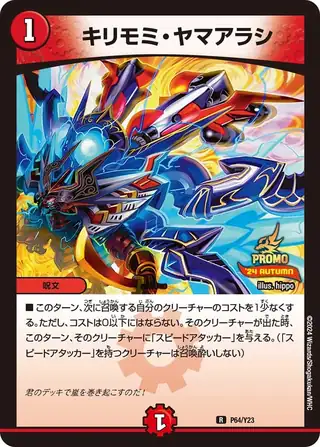 1
キリモミ・ヤマアラシ
PROMO
'24 AUTUMN
illus. hippo
呪文
■このターン、次に召喚する自分のクリーチャーのコストを1少なくす
る。ただし、コストは0以下にはならない。そのクリーチャーが出た時、
このターン、そのクリーチャーに「スピードアタッカー」を与える。(「ス
ピードアタッカー」を持つクリーチャーは召喚酔いしない)
君のデッキで嵐を巻き起こすのだ!
©2024 Wizards/Shogakukan/WHC
1
R P64/Y23